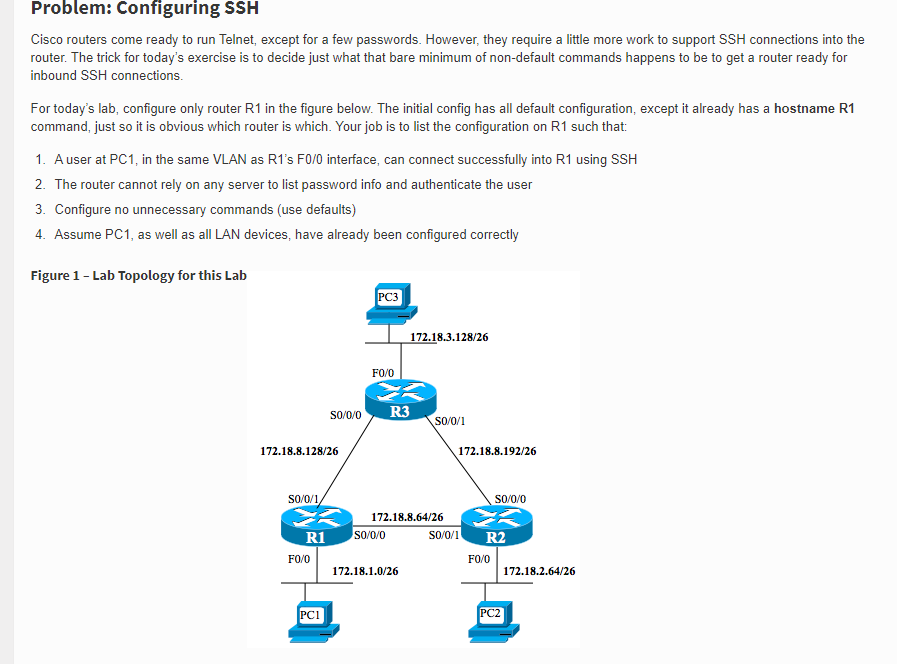 Problem: Configuring SSH
Cisco routers come ready to run Telnet, except for a few passwords. However, they require a little more work to support SSH connections into the
router. The trick for today's exercise is to decide just what that bare minimum of non-default commands happens to be to get a router ready for
inbound SSH connections.
For today's lab, configure only router R1 in the figure below. The initial config has all default configuration, except it already has a hostname R1
command, just so it is obvious which router is which. Your job is to list the configuration on R1 such that:
1. A user at PC1, in the same VLAN as R1's F0/0 interface, can connect successfully into R1 using SSH
2. The router cannot rely on any server to list password info and authenticate the user
3. Configure no unnecessary commands (use defaults)
4. Assume PC1, as well as all LAN devices, have already been configured correctly
Figure 1 – Lab Topology for this Lab
PC3
172.18.3.128/26
F0/0
R3
S0/0/0
S0/0/1
172.18.8.128/26
172.18.8.192/26
S0/0/1
S0/0/0
172.18.8.64/26
R1
S0/0/0
S0/0/1
R2
F0/0
F0/0
172.18.1.0/26
172.18.2.64/26
PC1
PC2